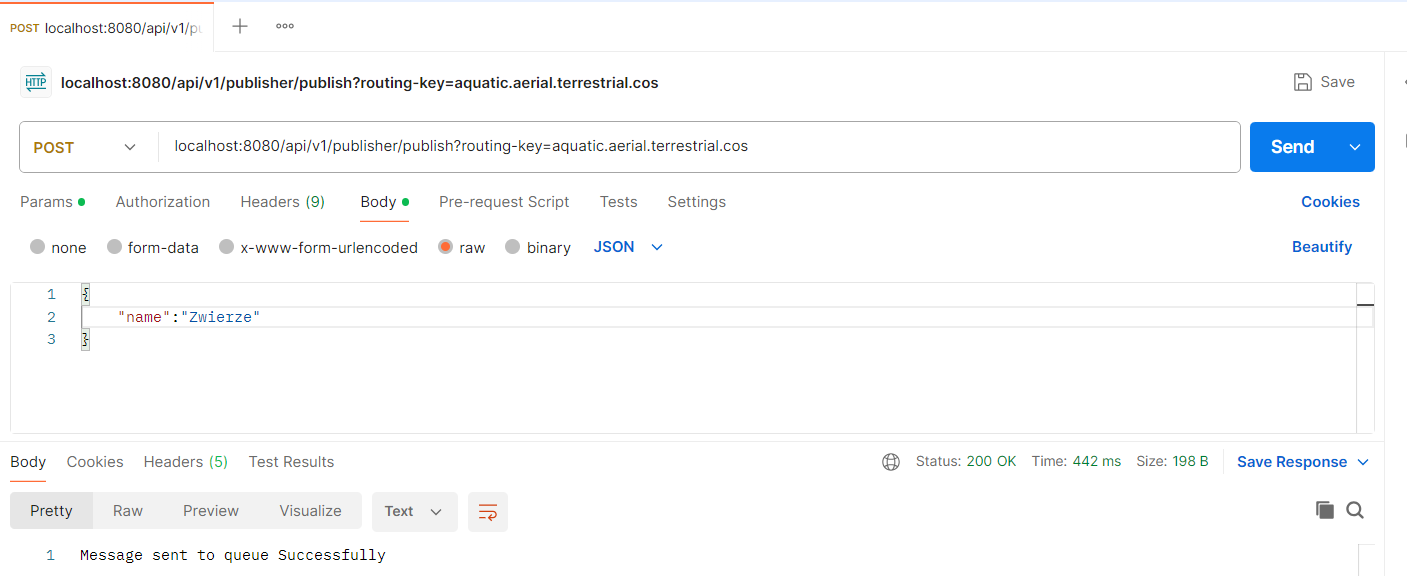 POST localhost:8080/api/v1/pu
HTTP localhost:8080/api/v1/publisher/publish?routing-key=aquatic.aerial.terrestrial.cos Save
POST localhost:8080/api/v1/publisher/publish?routing-key=aquatic.aerial.terrestrial.cos Send
Params Authorization Headers (9) Body Pre-request Script Tests Settings Cookies
none form-data x-www-form-urlencoded raw binary JSON Beautify
1 {
2 "name":"Zwierze"
3 }
Body Cookies Headers (5) Test Results Status: 200 OK Time: 442 ms Size: 198 B Save Response
Pretty Raw Preview Visualize Text
1 Message sent to queue Successfully